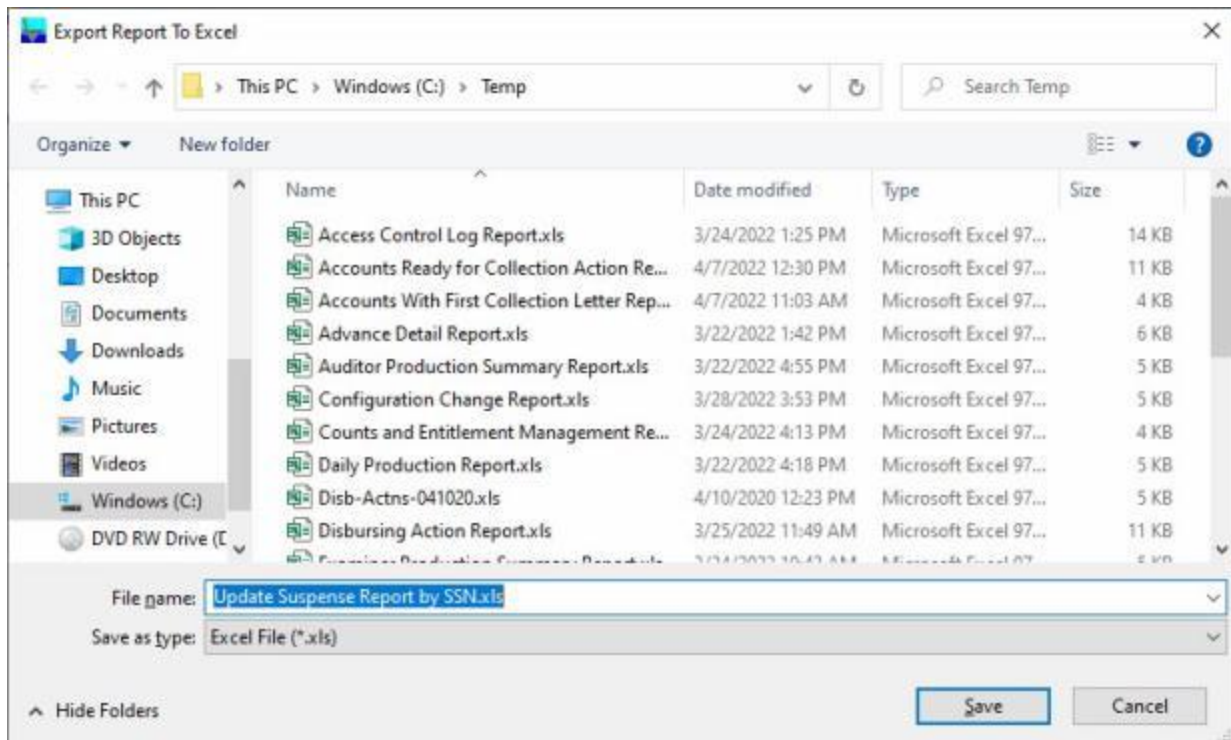 Export Report To Excel
This PC > Windows (C:) > Temp
Search Temp
Organize
New folder
Name Date modified Type Size
This PC
3D Objects
Desktop
Documents
Downloads
Music
Pictures
Videos
Windows (C:)
DVD RW Drive (D
Access Control Log Report.xls 3/24/2022 1:25 PM Microsoft Excel 97... 14 KB
Accounts Ready for Collection Action Re... 4/7/2022 12:30 PM Microsoft Excel 97... 11 KB
Accounts With First Collection Letter Rep... 4/7/2022 11:03 AM Microsoft Excel 97... 4 KB
Advance Detail Report.xls 3/22/2022 1:42 PM Microsoft Excel 97... 6 KB
Auditor Production Summary Report.xls 3/22/2022 4:55 PM Microsoft Excel 97... 5 KB
Configuration Change Report.xls 3/28/2022 3:53 PM Microsoft Excel 97... 5 KB
Counts and Entitlement Management Re... 3/24/2022 4:13 PM Microsoft Excel 97... 4 KB
Daily Production Report.xls 3/22/2022 4:18 PM Microsoft Excel 97... 5 KB
Disb-Actns-041020.xls 4/10/2020 12:23 PM Microsoft Excel 97... 5 KB
Disbursing Action Report.xls 3/25/2022 11:49 AM Microsoft Excel 97... 11 KB
File name: Update Suspense Report by SSN.xls
Save as type: Excel File (*.xls)
Hide Folders
Save
Cancel